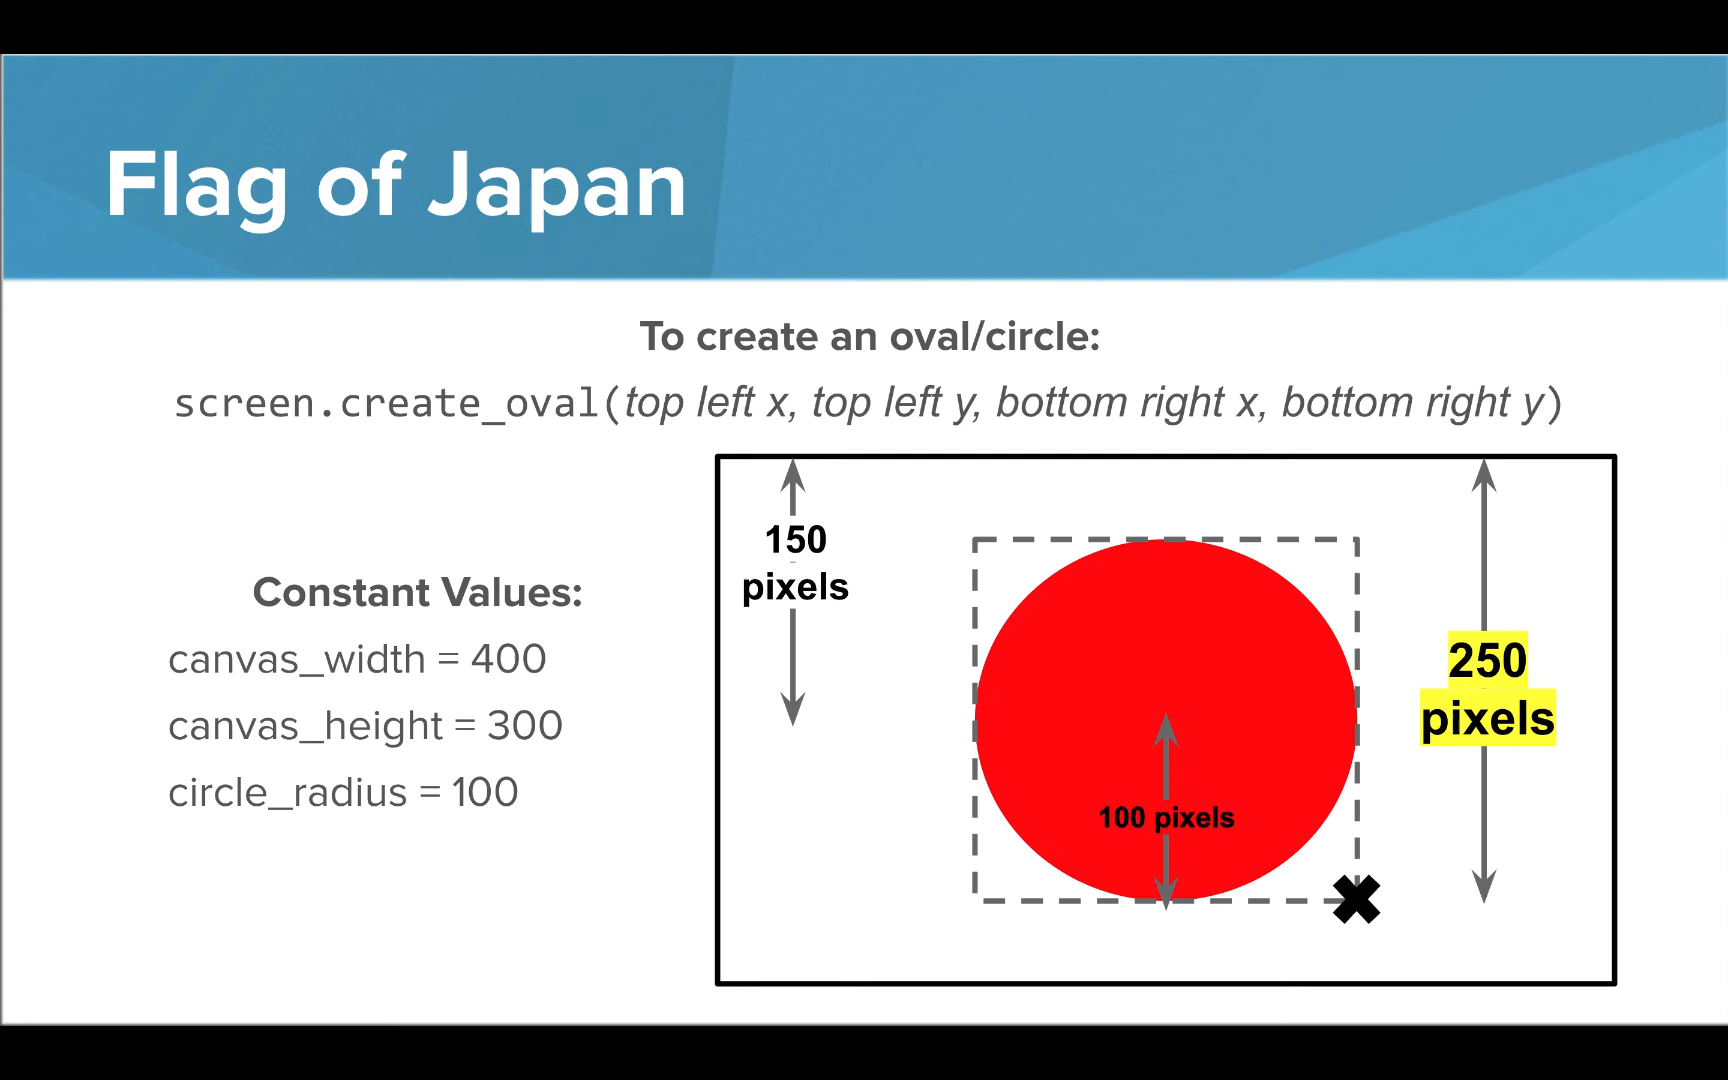 Flag of Japan
To create an oval/circle:
screen.create_oval(top left x, top left y, bottom right x, bottom right y)
Constant Values:
canvas_width = 400
canvas_height = 300
circle_radius = 100
150
pixels
100 pixels
250
pixels